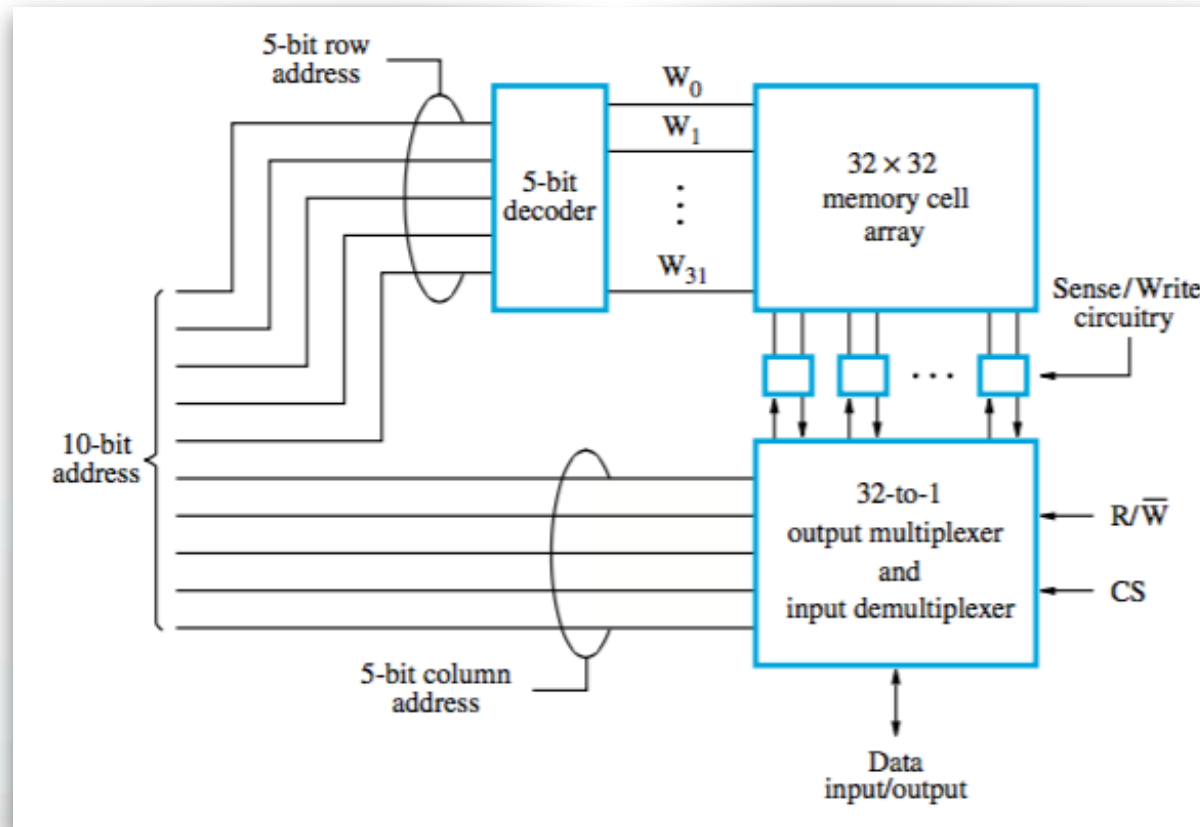 5-bit row
address
W0
W1
5-bit
decoder
32 × 32
memory cell
array
W31
Sense/Write
circuitry
10-bit
address
32-to-1
output multiplexer
and
input demultiplexer
R/W̅
CS
5-bit column
address
Data
input/output